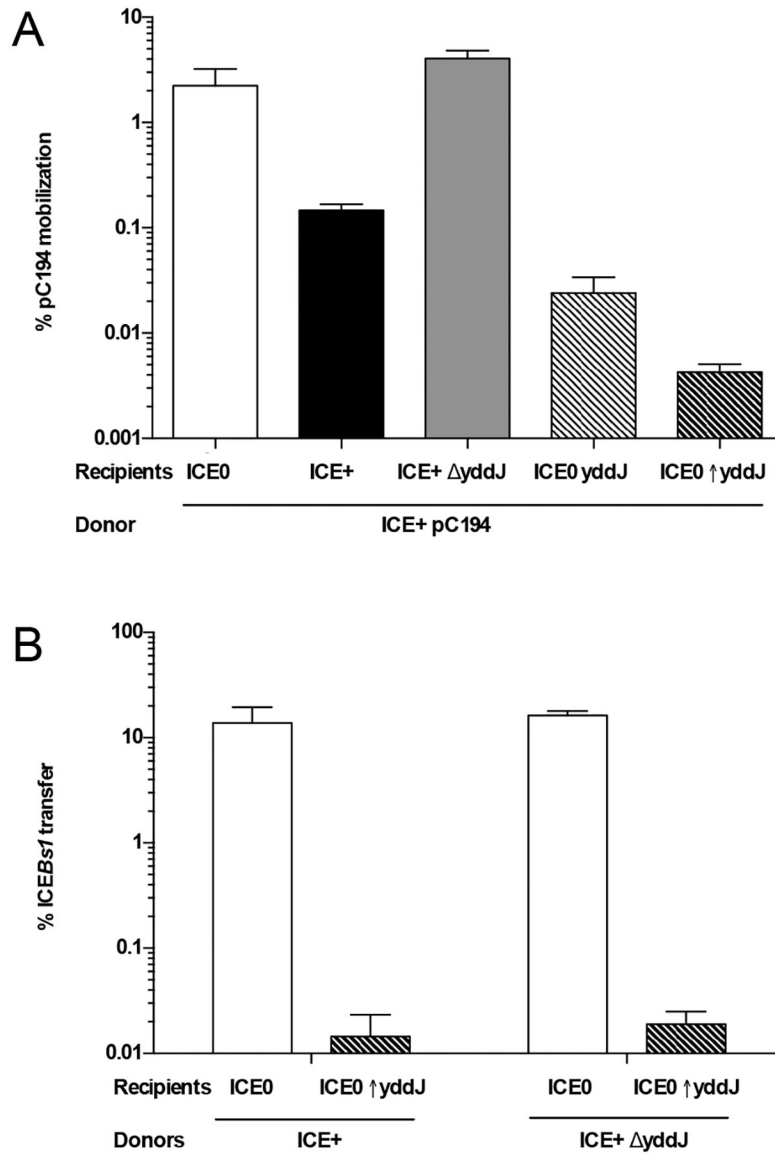 A
10
1
0.1
0.01
0.001
% pC194 mobilization
Recipients ICE0 ICE+ ICE+ ΔyddJ ICE0 yddJ ICE0 ↑yddJ
Donor ICE+ pC194
B
100
10
1
0.1
0.01
% ICEBs1 transfer
Recipients ICE0 ICE0 ↑yddJ ICE0 ICE0 ↑yddJ
Donors ICE+ ICE+ ΔyddJ